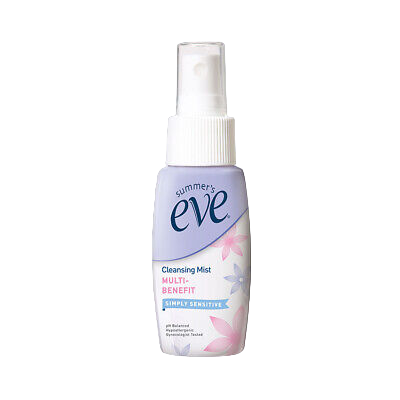 summer's
eve®
Cleansing Mist
MULTI-
BENEFIT
SIMPLY SENSITIVE
pH Balanced
Hypoallergenic
Gynecologist Tested